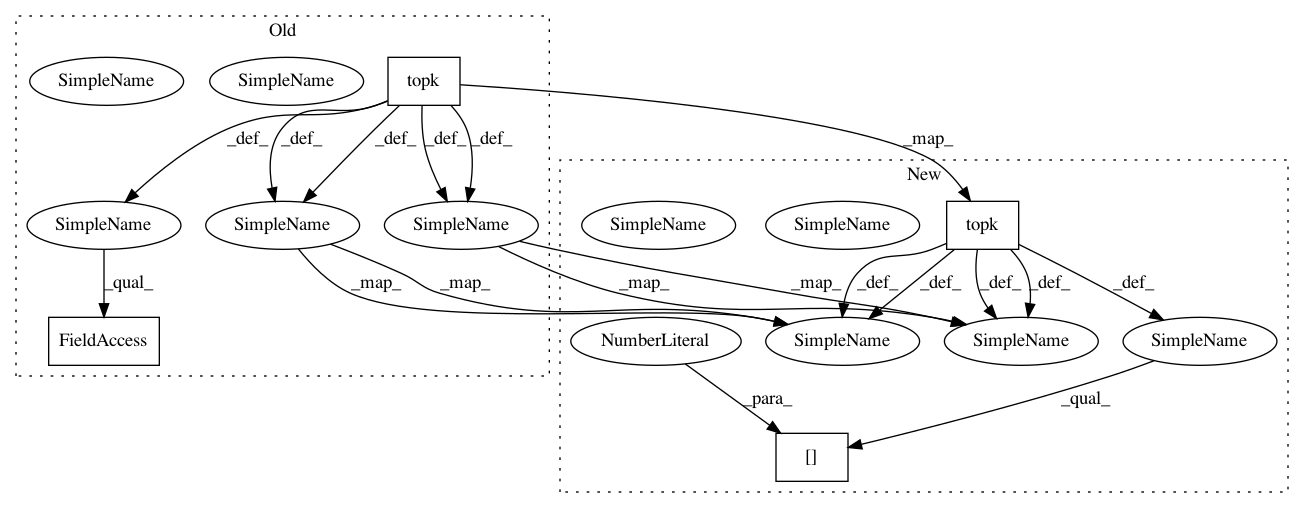 Old
SimpleName
SimpleName
topk
_def_
_def_
_def_
_def_
_def_
_map_
New
SimpleName
SimpleName
SimpleName
SimpleName
SimpleName
topk
_qual_
_map_
_map_
_map_
_map_
_def_
_def_
_def_
_def_
_def_
FieldAccess
NumberLiteral
SimpleName
SimpleName
SimpleName
_para_
_qual_
[]